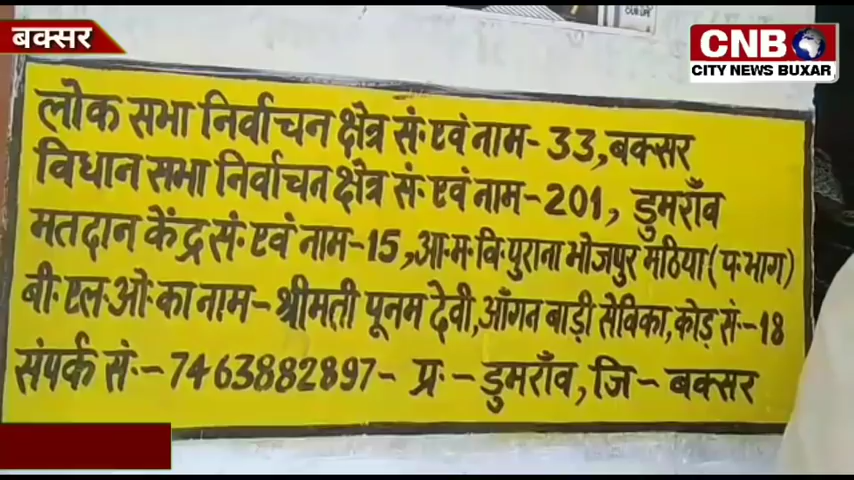 बक्सर
CNB
CITY NEWS BUXAR
लोक सभा निर्वाचन क्षेत्र सं॰ एवं नाम- 33, बक्सर
विधान सभा निर्वाचन क्षेत्र सं॰ एवं नाम-201, डुमराँव
मतदान केंद्र सं॰ एवं नाम-15, आ॰म॰वि॰पुराना भोजपुर मठिया (प॰भाग)
बी॰एल॰ओ॰का नाम- श्रीमती पूनम देवी, आँगन बाड़ी सेविका, कोड़ सं॰-18
संपर्क सं॰-7463882897- प्र॰- डुमराँव, जि- बक्सर